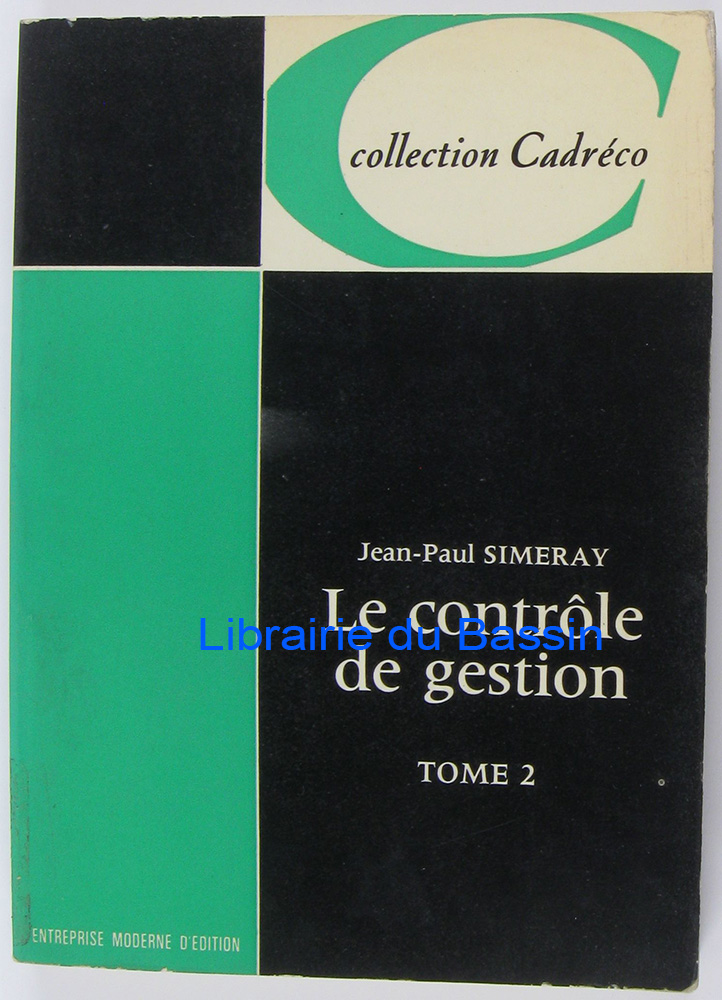 collection Cadréco
Jean-Paul SIMERAY
Le contrôle
Librairie du Bassin
de gestion
TOME 2
ENTREPRISE MODERNE D'EDITION